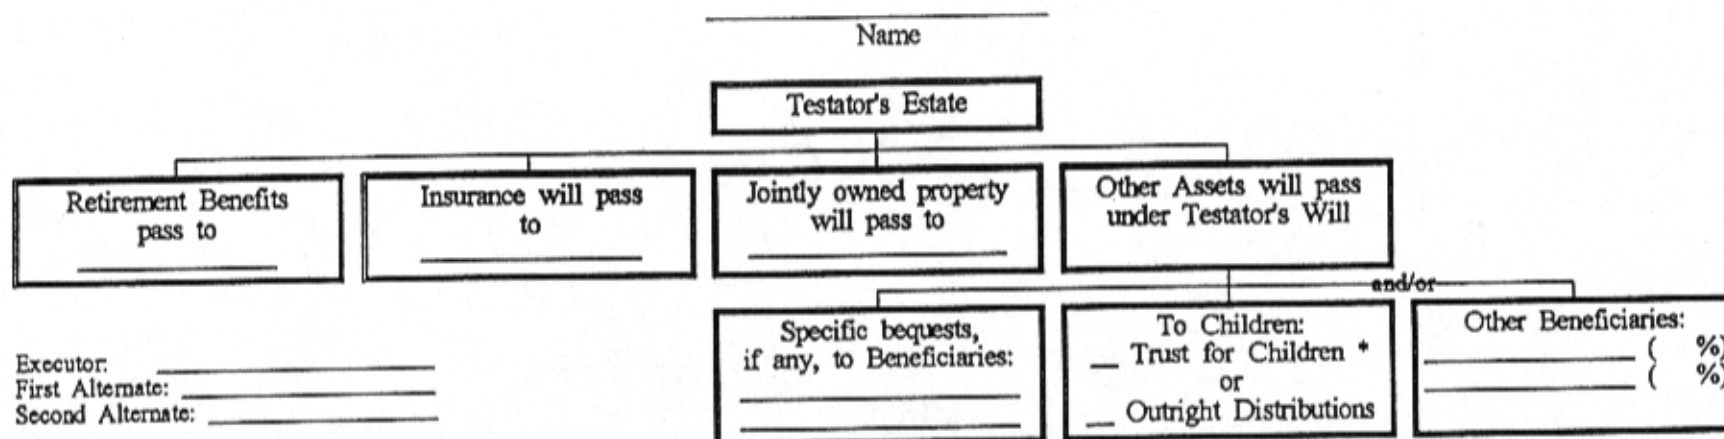 Name
Testator's Estate
Retirement Benefits
pass to
Insurance will pass
to
Jointly owned property
will pass to
Other Assets will pass
under Testator's Will
and/or
Specific bequests,
if any, to Beneficiaries:
To Children:
Trust for Children *
or
Outright Distributions
Other Beneficiaries:
( %)
( %)
Executor:
First Alternate:
Second Alternate: